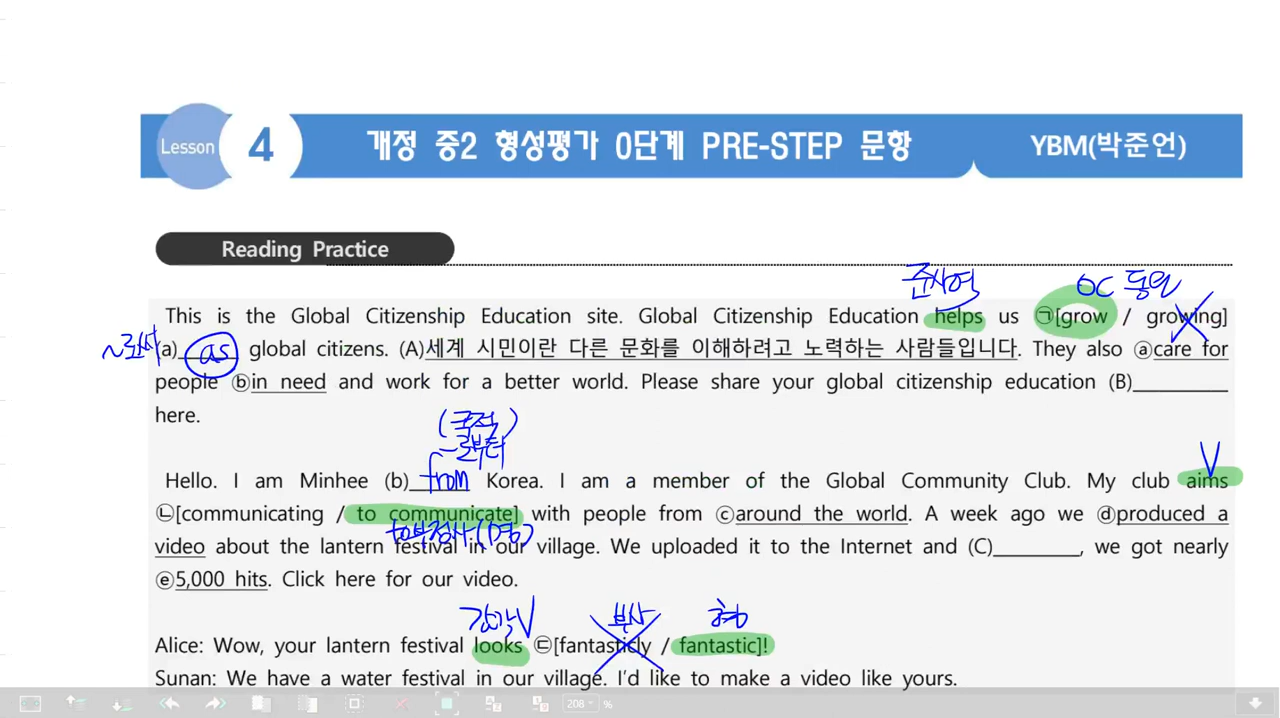 Lesson 4 개정 중2 형성평가 0단계 PRE-STEP 문항 YBM(박준언)
Reading Practice
준사역 OC 동원
This is the Global Citizenship Education site. Global Citizenship Education helps us ㉠[grow / growing]
~로써 (a) as global citizens. (A)세계 시민이란 다른 문화를 이해하려고 노력하는 사람들입니다. They also ⓐcare for
people ⓑin need and work for a better world. Please share your global citizenship education (B)__________
here.
(국적)
~로부터 V
Hello. I am Minhee (b) from Korea. I am a member of the Global Community Club. My club aims
㉡[communicating / to communicate] with people from ⓒaround the world. A week ago we ⓓproduced a
to부정사(명)
video about the lantern festival in our village. We uploaded it to the Internet and (C)_________, we got nearly
ⓔ5,000 hits. Click here for our video.
감각V 부사 형
Alice: Wow, your lantern festival looks ㉢[fantasticly / fantastic]!
Sunan: We have a water festival in our village. I'd like to make a video like yours.
208 %